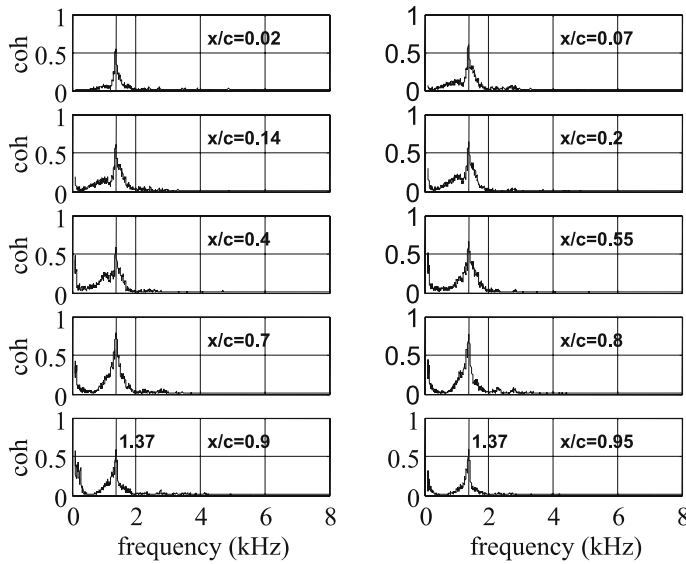 1
coh
0.5
0
x/c=0.02
1
0.5
0
x/c=0.07
1
coh
0.5
0
x/c=0.14
1
0.5
0
x/c=0.2
1
coh
0.5
0
x/c=0.4
1
0.5
0
x/c=0.55
1
coh
0.5
0
x/c=0.7
1
0.5
0
x/c=0.8
1
coh
0.5
0
1.37
x/c=0.9
0 2 4 6 8
frequency (kHz)
1
0.5
0
1.37
x/c=0.95
0 2 4 6 8
frequency (kHz)